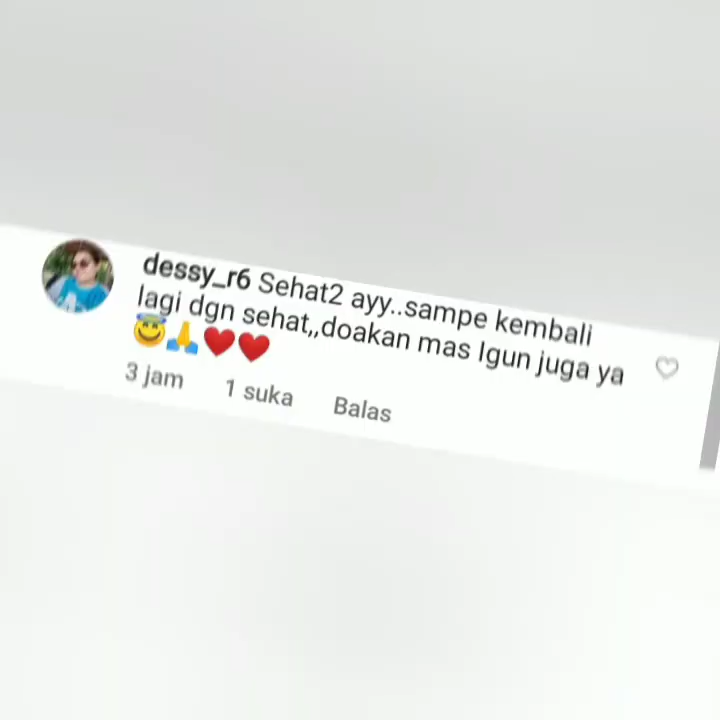 dessy_r6 Sehat2 ayy..sampe kembali
lagi dgn sehat,,doakan mas Igun juga ya
😇🙏❤️❤️
3 jam 1 suka Balas